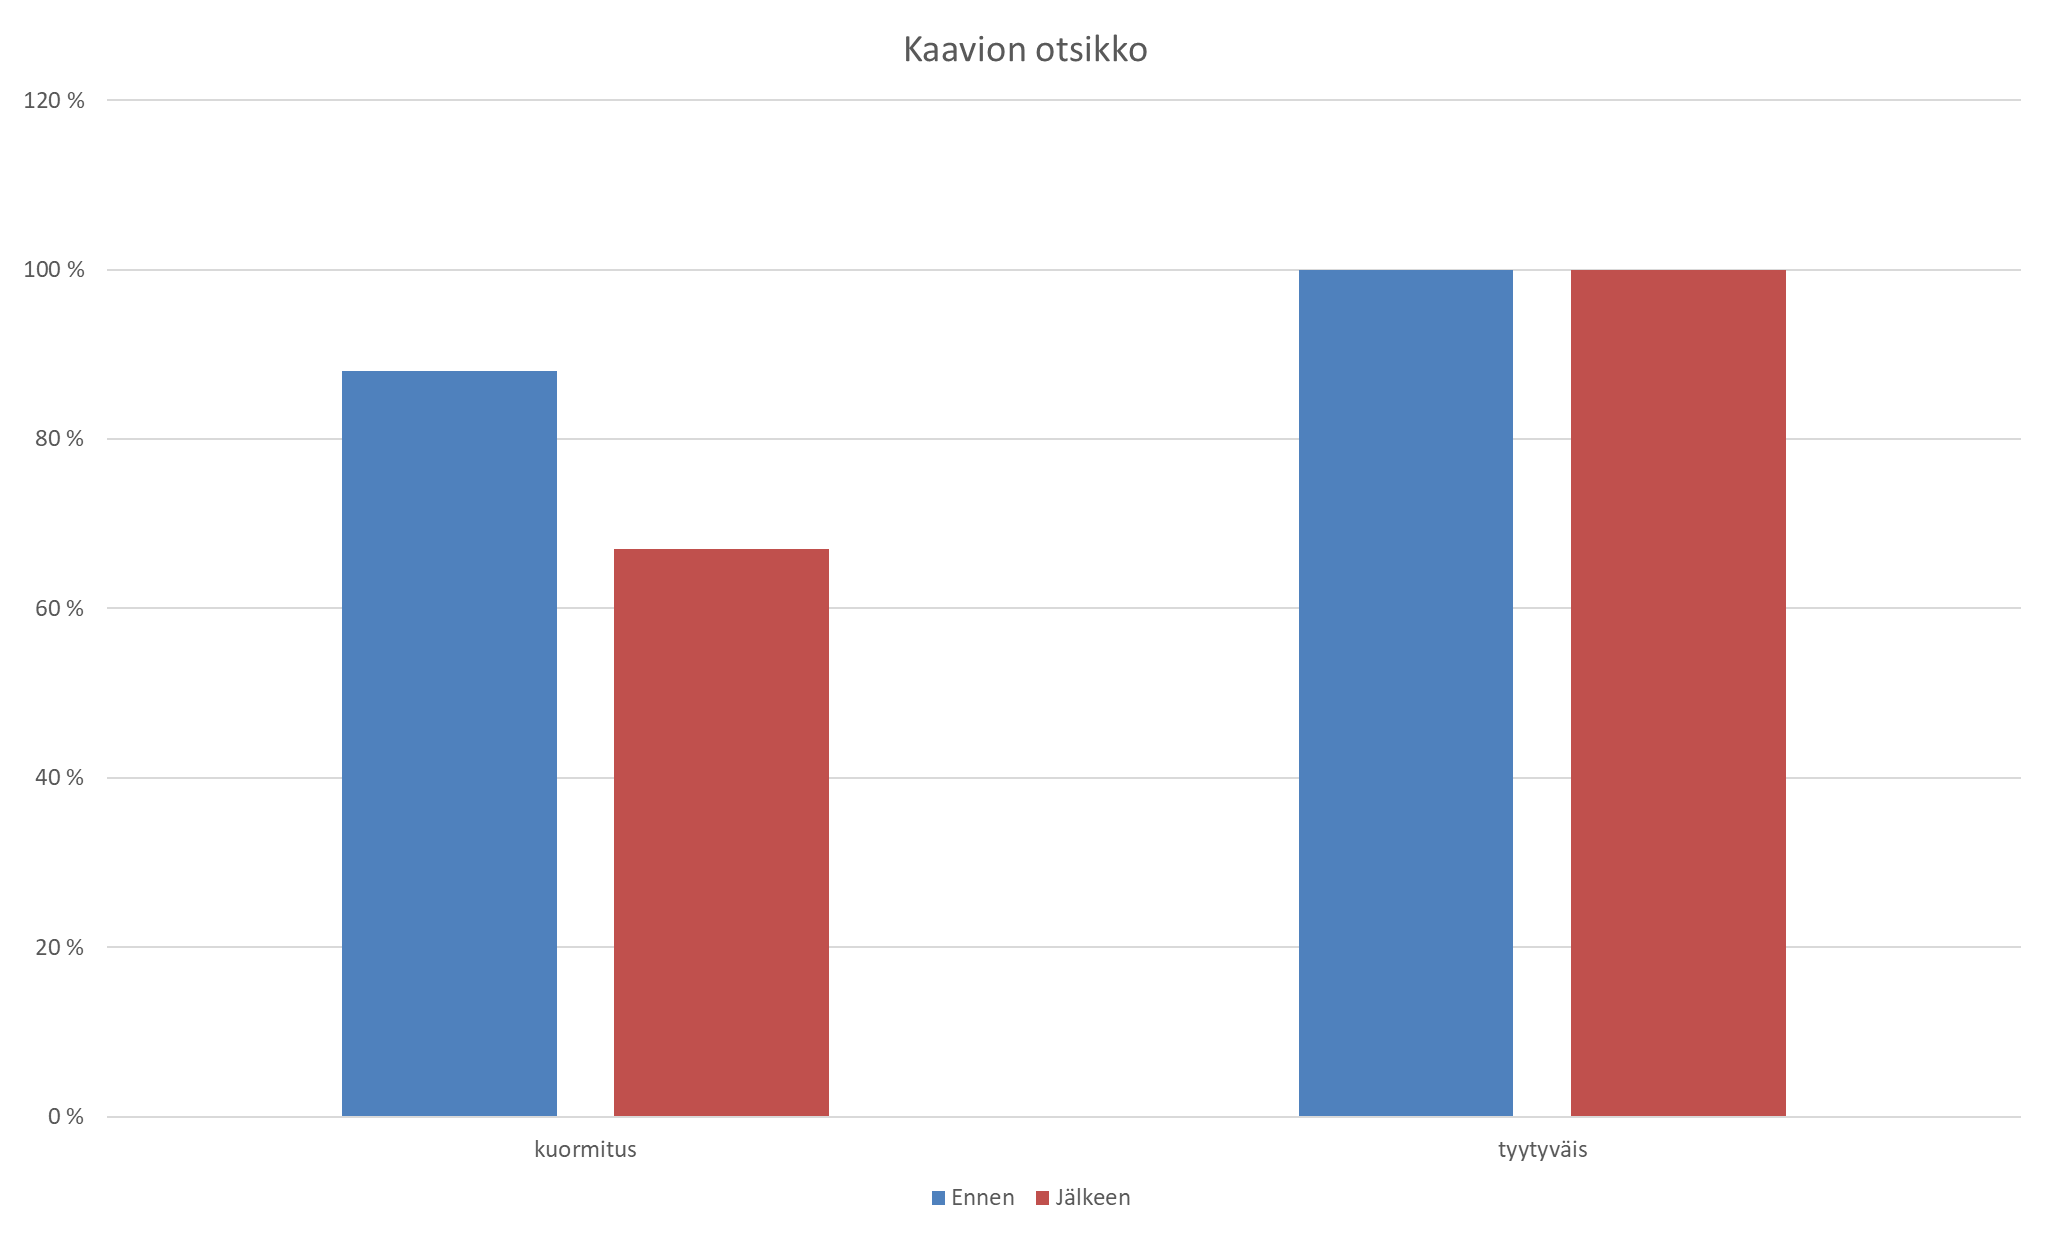 Kaavion otsikko
120 %
100 %
80 %
60 %
40 %
20 %
0 %
kuormitus tyytyväis
Ennen Jälkeen